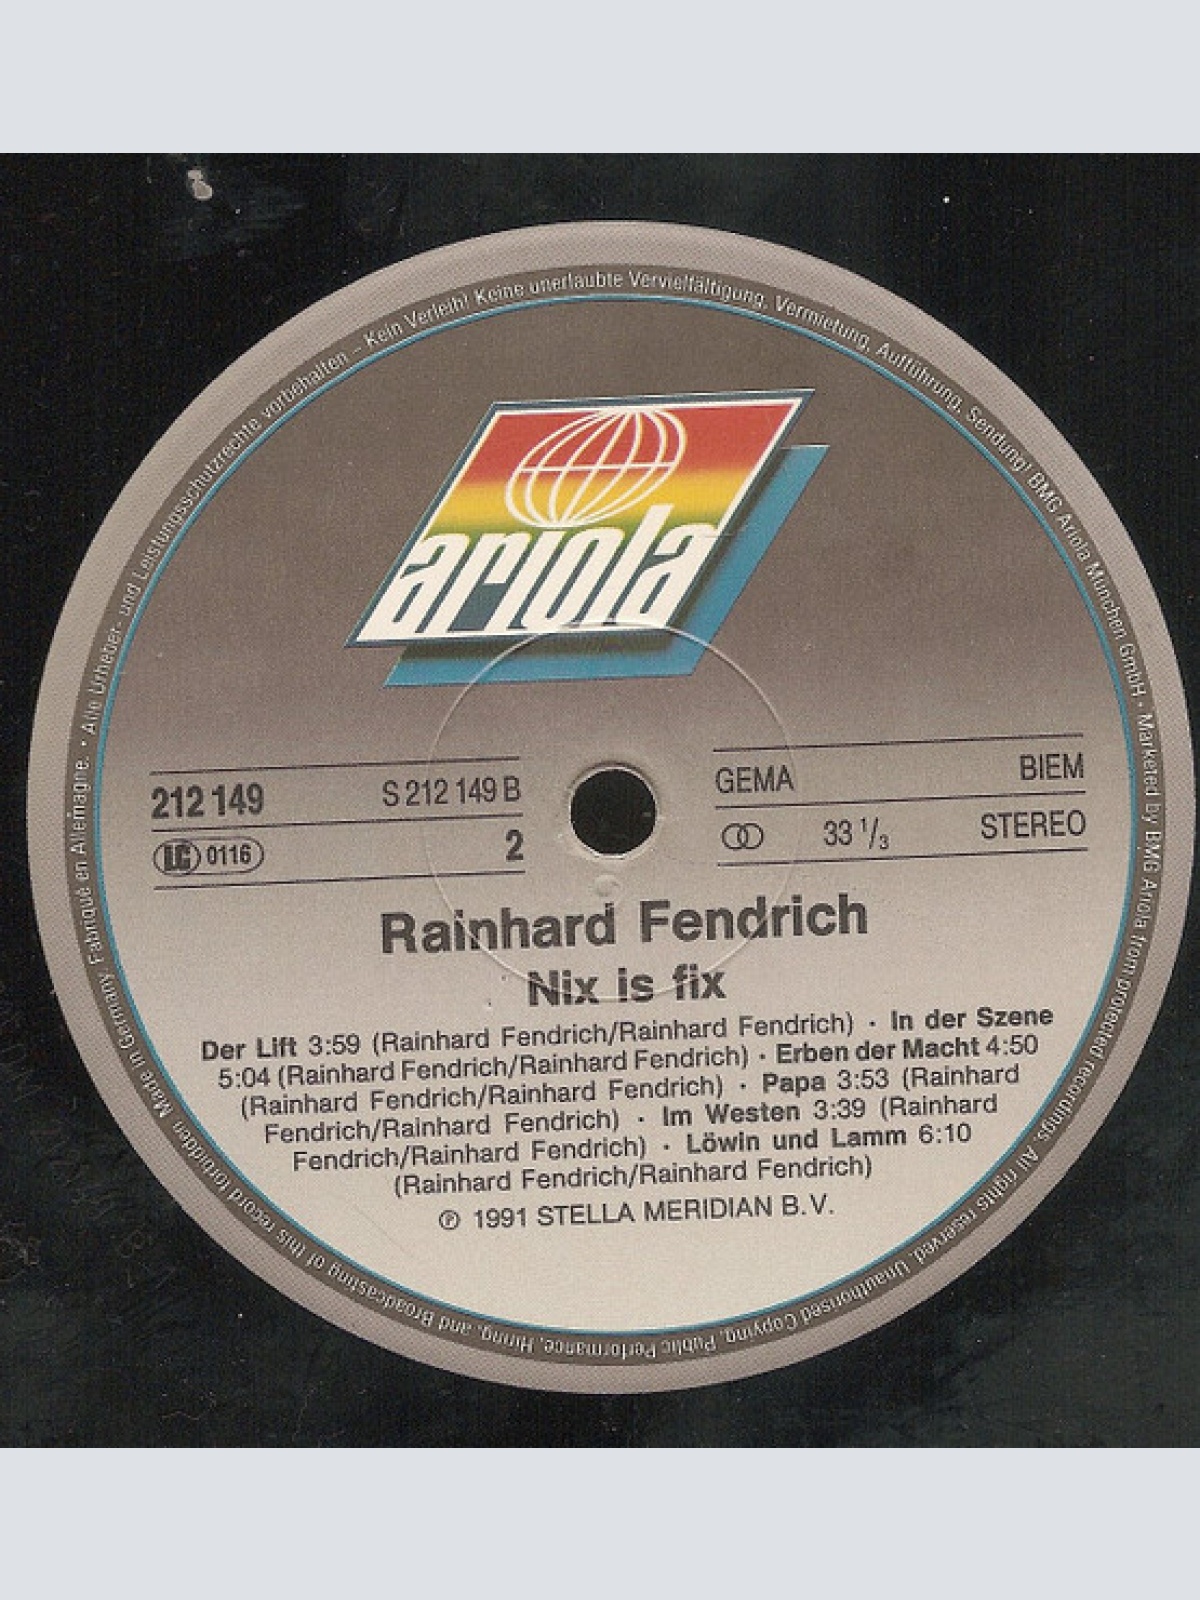 Alle Urheber- und Leistungsschutzrechte vorbehalten – Kein Verleih! Keine unerlaubte Vervielfältigung, Vermietung, Aufführung, Sendung! BMG Ariola München GmbH · Marketed by BMG Ariola from protected recordings. All rights reserved. Unauthorised Copying, Public Performance, Hiring, and Broadcasting of this record forbidden Made in Germany. Fabriqué en Allemagne. ·
ariola
212 149 S 212 149 B
LC 0116 2
GEMA BIEM
33 1/3 STEREO
Rainhard Fendrich
Nix is fix
Der Lift 3:59 (Rainhard Fendrich/Rainhard Fendrich) · In der Szene
5:04 (Rainhard Fendrich/Rainhard Fendrich) · Erben der Macht 4:50
(Rainhard Fendrich/Rainhard Fendrich) · Papa 3:53 (Rainhard
Fendrich/Rainhard Fendrich) · Im Westen 3:39 (Rainhard
Fendrich/Rainhard Fendrich) · Löwin und Lamm 6:10
(Rainhard Fendrich/Rainhard Fendrich)
℗ 1991 STELLA MERIDIAN B.V.